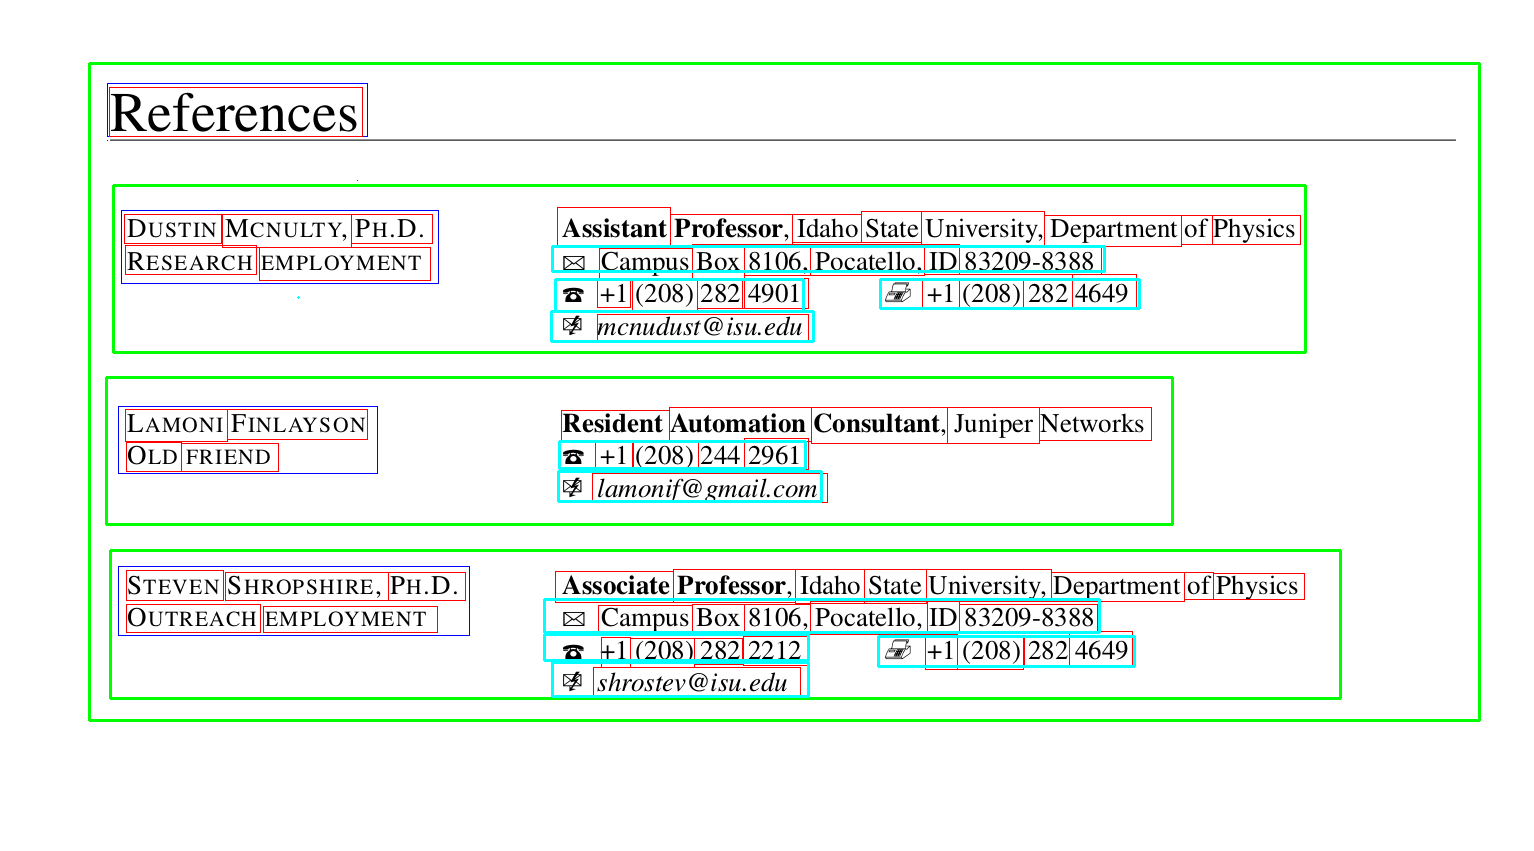 References
DUSTIN MCNULTY, PH.D.
RESEARCH EMPLOYMENT
Assistant Professor, Idaho State University, Department of Physics
Campus Box 8106, Pocatello, ID 83209-8388
+1 (208) 282 4901 +1 (208) 282 4649
mcnudust@isu.edu
LAMONI FINLAYSON
OLD FRIEND
Resident Automation Consultant, Juniper Networks
+1 (208) 244 2961
lamonif@gmail.com
STEVEN SHROPSHIRE, PH.D.
OUTREACH EMPLOYMENT
Associate Professor, Idaho State University, Department of Physics
Campus Box 8106, Pocatello, ID 83209-8388
+1 (208) 282 2212 +1 (208) 282 4649
shrostev@isu.edu